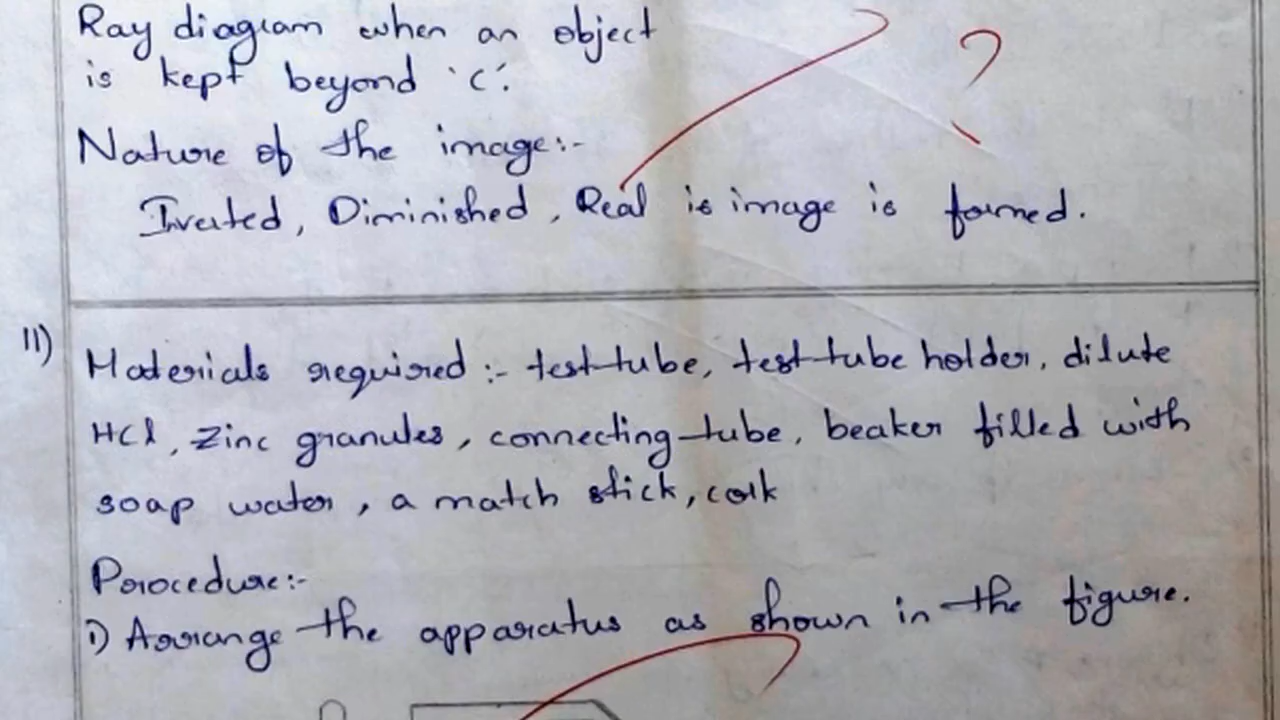 Ray diagram when an object
is kept beyond 'C'.
Nature of the image:-
Inverted, Diminished, Real is image is formed.
11) Materials required :- test-tube, test-tube holder, dilute
HCl, Zinc granules, connecting-tube, beaker filled with
soap water, a match stick, cork
Procedure:-
i) Arrange the apparatus as shown in the figure.